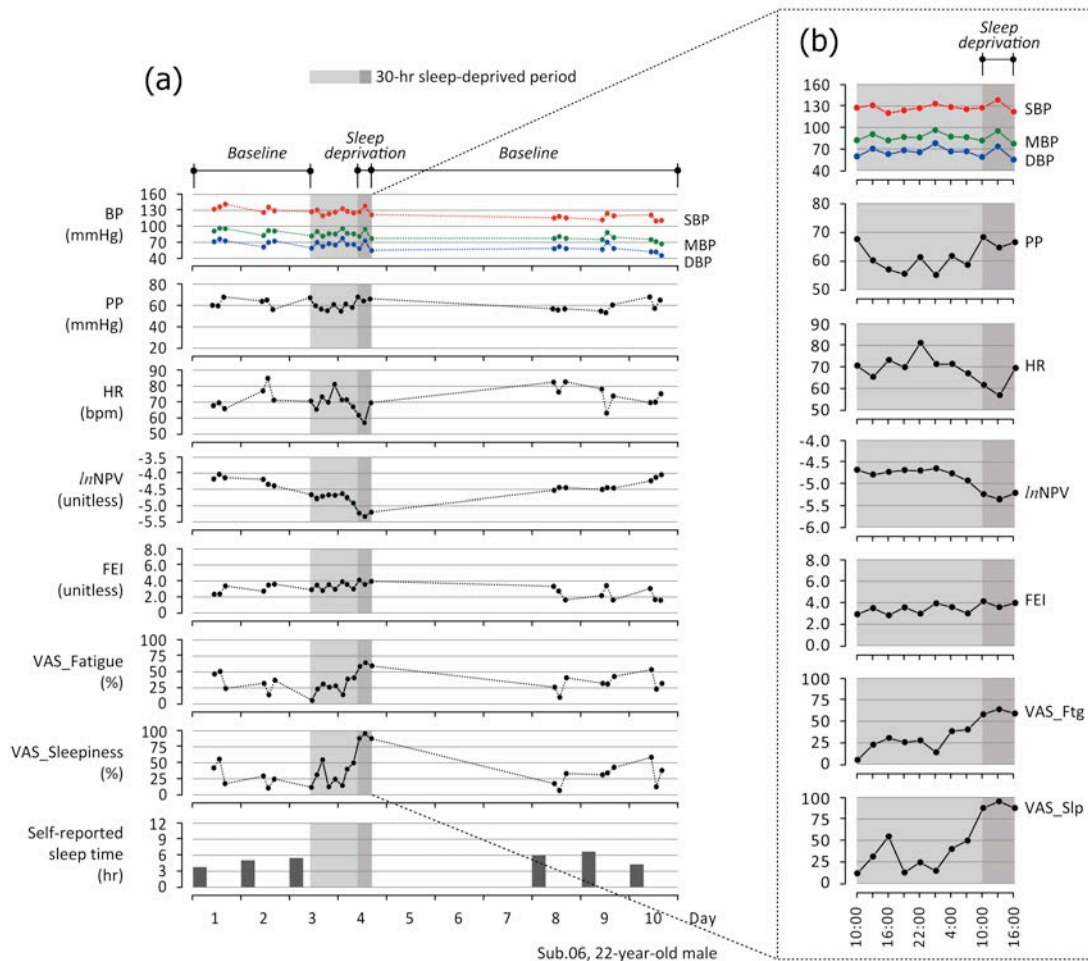 (a)
30-hr sleep-deprived period
Sleep
Baseline deprivation Baseline
BP
(mmHg)
160
130
100
70
40
SBP
MBP
DBP
PP
(mmHg)
80
60
40
20
HR
(bpm)
90
80
70
60
50
lnNPV
(unitless)
-3.5
-4.0
-4.5
-5.0
-5.5
FEI
(unitless)
8.0
6.0
4.0
2.0
0
VAS_Fatigue
(%)
100
75
50
25
0
VAS_Sleepiness
(%)
100
75
50
25
0
Self-reported
sleep time
(hr)
12
9
6
3
0
1 2 3 4 5 6 7 8 9 10 Day
Sub.06, 22-year-old male
(b)
Sleep
deprivation
160
130
100
70
40
SBP
MBP
DBP
80
70
60
50
PP
90
80
70
60
50
HR
-4.0
-4.5
-5.0
-5.5
-6.0
lnNPV
8.0
6.0
4.0
2.0
0.0
FEI
100
75
50
25
0
VAS_Ftg
100
75
50
25
0
VAS_Slp
10:00 16:00 22:00 4:00 10:00 16:00